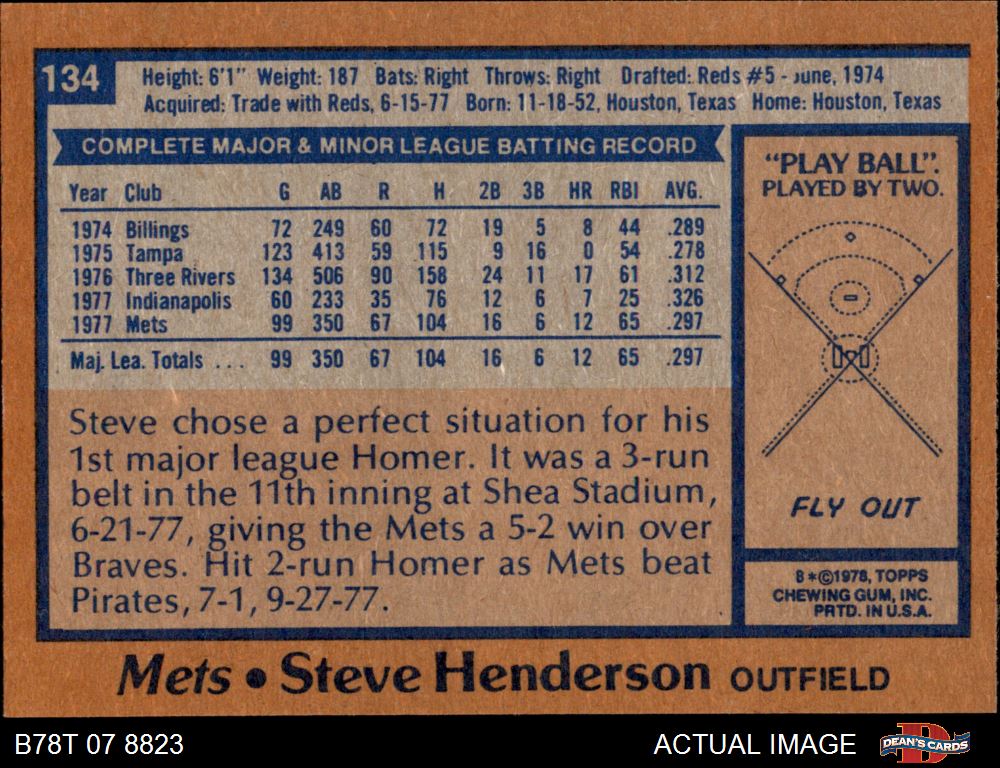 134
Height: 6'1" Weight: 187 Bats: Right Throws: Right Drafted: Reds #5 - June, 1974
Acquired: Trade with Reds, 6-15-77 Born: 11-18-52, Houston, Texas Home: Houston, Texas
COMPLETE MAJOR & MINOR LEAGUE BATTING RECORD
Year Club G AB R H 2B 3B HR RBI AVG.
1974 Billings 72 249 60 72 19 5 8 44 .289
1975 Tampa 123 413 59 115 9 16 0 54 .278
1976 Three Rivers 134 506 90 158 24 11 17 61 .312
1977 Indianapolis 60 233 35 76 12 6 7 25 .326
1977 Mets 99 350 67 104 16 6 12 65 .297
Maj. Lea. Totals ... 99 350 67 104 16 6 12 65 .297
Steve chose a perfect situation for his
1st major league Homer. It was a 3-run
belt in the 11th inning at Shea Stadium,
6-21-77, giving the Mets a 5-2 win over
Braves. Hit 2-run Homer as Mets beat
Pirates, 7-1, 9-27-77.
"PLAY BALL".
PLAYED BY TWO.
FLY OUT
B*©1978, TOPPS
CHEWING GUM, INC.
PRTD. IN U.S.A.
Mets • Steve Henderson OUTFIELD
B78T 07 8823
ACTUAL IMAGE
D
DEAN'S CARDS